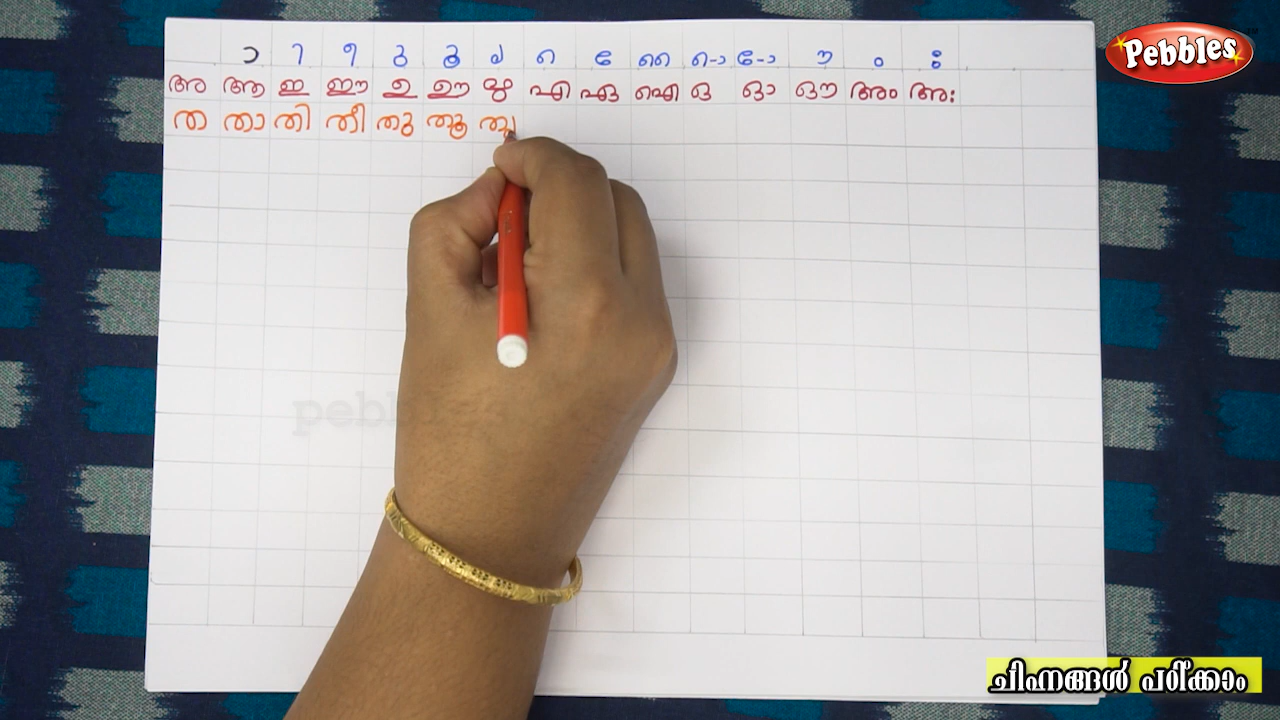 Pebbles
ാ ി ീ ു ൂ ൃ െ േ ൈ ൊ ോ ൗ ം ഃ
അ ആ ഇ ഈ ഉ ഊ ഋ എ ഏ ഐ ഒ ഓ ഔ അം അഃ
ത താ തി തീ തു തൂ തൃ
ചിഹ്നങ്ങൾ പഠിക്കാം